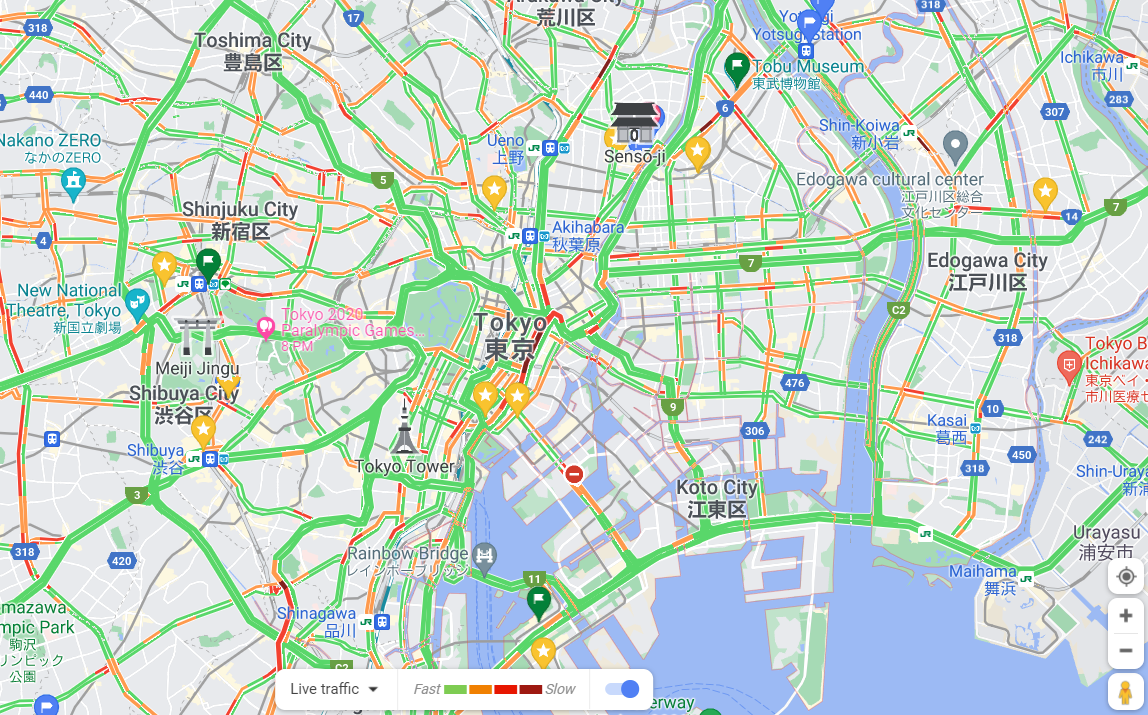 318
17
Arakawa City
荒川区
318
Yotsugi
Yotsugi Station
Toshima City
豊島区
Ichikawa
市川
Tobu Museum
東武博物館
440
6
307
283
Shin-Koiwa
新小岩
Nakano ZERO
なかのZERO
Ueno
上野
Sensō-ji
5
Edogawa cultural center
江戸川区総合
文化センター
7
14
Shinjuku City
新宿区
4
Akihabara
秋葉原
7
Edogawa City
江戸川区
New National
Theatre, Tokyo
新国立劇場
C2
Tokyo 2020
Paralympic Games...
8 PM
Tokyo
東京
318
Tokyo B
Ichikawa
東京ベイ
市川医療セ
Meiji Jingu
Shibuya City
渋谷区
476
9
10
Kasai
葛西
306
242
450
Shibuya
渋谷
Tokyo Tower
318
Shin-Uraya
新浦
3
Koto City
江東区
Urayasu
浦安市
318
420
Rainbow Bridge
レインボーブリッジ
11
Maihama
舞浜
mazawa
mpic Park
駒沢
リンピック
公園
Shinagawa
品川
C2
Live traffic
Fast
Slow
erway